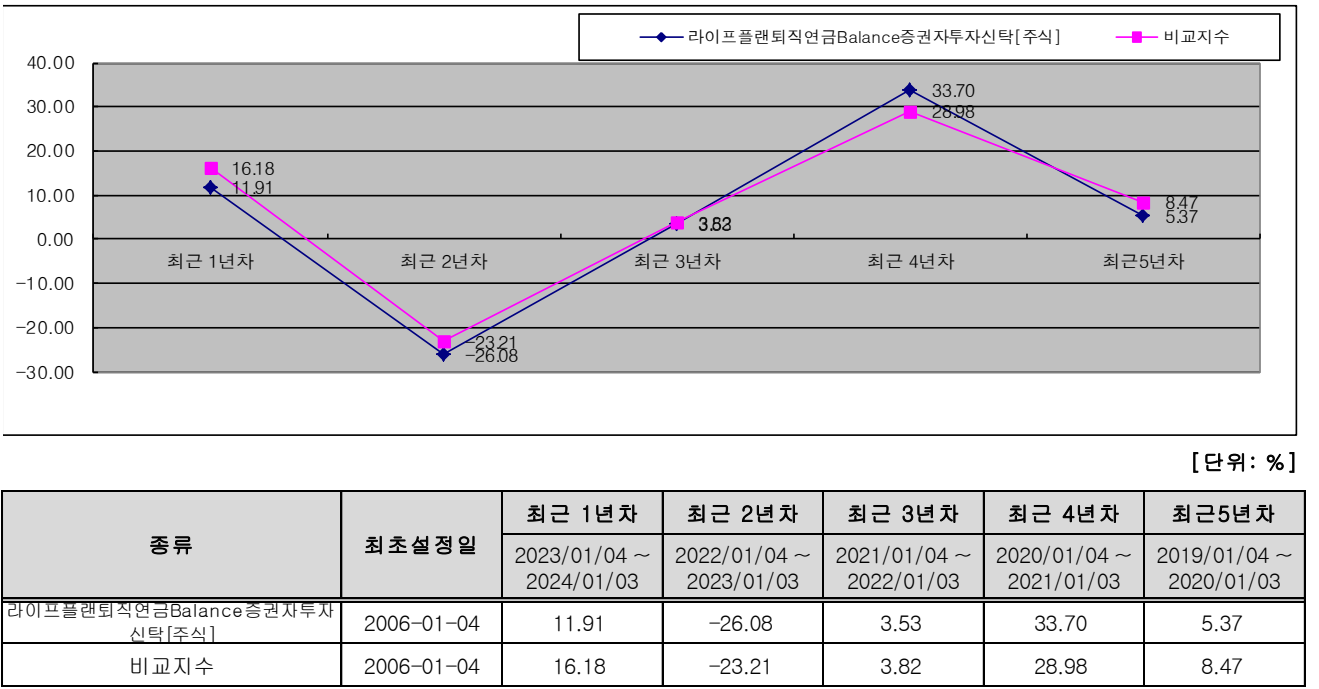 라이프플랜퇴직연금Balance증권자투자신탁[주식] 비교지수
40.00
30.00
20.00
10.00
0.00
-10.00
-20.00
-30.00
33.70
28.98
16.18
11.91
8.47
5.37
-23.21
-26.08
최근 1년차 최근 2년차 최근 3년차 최근 4년차 최근5년차
[단위: %]
종류 최초설정일 최근 1년차 최근 2년차 최근 3년차 최근 4년차 최근5년차
2023/01/04 ~ 2022/01/04 ~ 2021/01/04 ~ 2020/01/04 ~ 2019/01/04 ~
2024/01/03 2023/01/03 2022/01/03 2021/01/03 2020/01/03
라이프플랜퇴직연금Balance증권자투자
신탁[주식] 2006-01-04 11.91 -26.08 3.53 33.70 5.37
비교지수 2006-01-04 16.18 -23.21 3.82 28.98 8.47